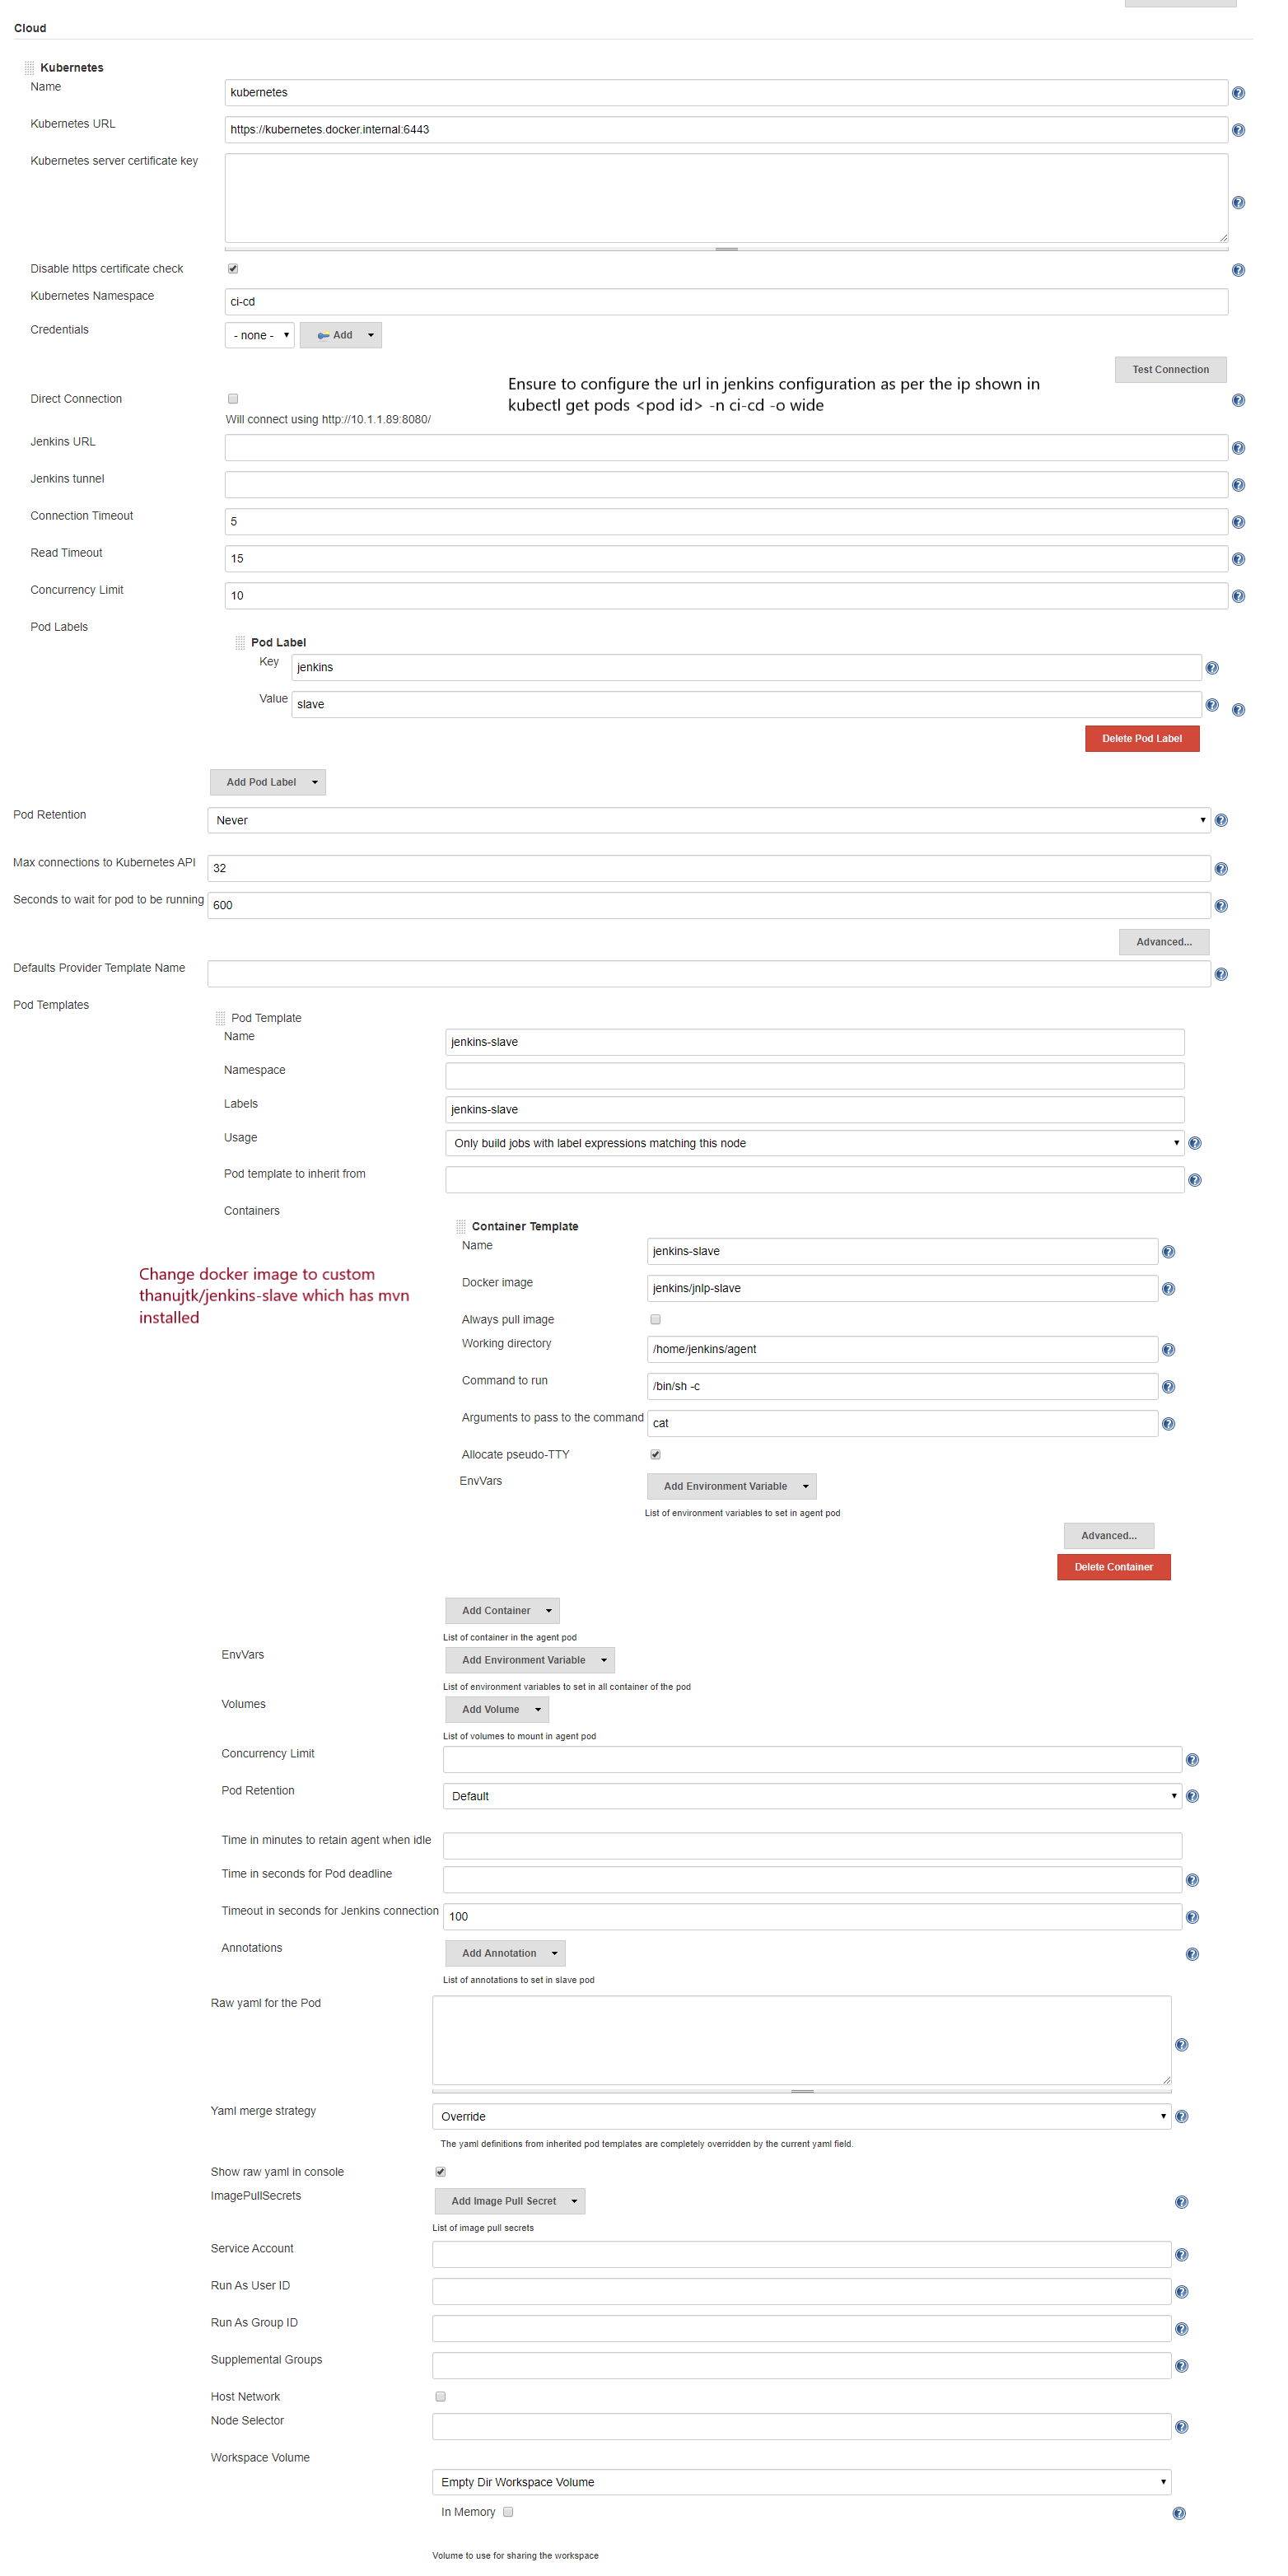 Cloud
Kubernetes
Name
kubernetes
Kubernetes URL
https://kubernetes.docker.internal:6443
Kubernetes server certificate key
Disable https certificate check
Kubernetes Namespace
ci-cd
Credentials
- none -
Add
Test Connection
Ensure to configure the url in jenkins configuration as per the ip shown in
kubectl get pods <pod id> -n ci-cd -o wide
Direct Connection
Will connect using http://10.1.1.89:8080/
Jenkins URL
Jenkins tunnel
Connection Timeout
5
Read Timeout
15
Concurrency Limit
10
Pod Labels
Pod Label
Key
jenkins
Value
slave
Delete Pod Label
Add Pod Label
Pod Retention
Never
Max connections to Kubernetes API
32
Seconds to wait for pod to be running
600
Advanced...
Defaults Provider Template Name
Pod Templates
Pod Template
Name
jenkins-slave
Namespace
Labels
jenkins-slave
Usage
Only build jobs with label expressions matching this node
Pod template to inherit from
Containers
Container Template
Name
jenkins-slave
Change docker image to custom
thanujtk/jenkins-slave which has mvn
installed
Docker image
jenkins/jnlp-slave
Always pull image
Working directory
/home/jenkins/agent
Command to run
/bin/sh -c
Arguments to pass to the command
cat
Allocate pseudo-TTY
EnvVars
Add Environment Variable
List of environment variables to set in agent pod
Advanced...
Delete Container
Add Container
List of container in the agent pod
EnvVars
Add Environment Variable
List of environment variables to set in all container of the pod
Volumes
Add Volume
List of volumes to mount in agent pod
Concurrency Limit
Pod Retention
Default
Time in minutes to retain agent when idle
Time in seconds for Pod deadline
Timeout in seconds for Jenkins connection
100
Annotations
Add Annotation
List of annotations to set in slave pod
Raw yaml for the Pod
Yaml merge strategy
Override
The yaml definitions from inherited pod templates are completely overridden by the current yaml field.
Show raw yaml in console
ImagePullSecrets
Add Image Pull Secret
List of image pull secrets
Service Account
Run As User ID
Run As Group ID
Supplemental Groups
Host Network
Node Selector
Workspace Volume
Empty Dir Workspace Volume
In Memory
Volume to use for sharing the workspace